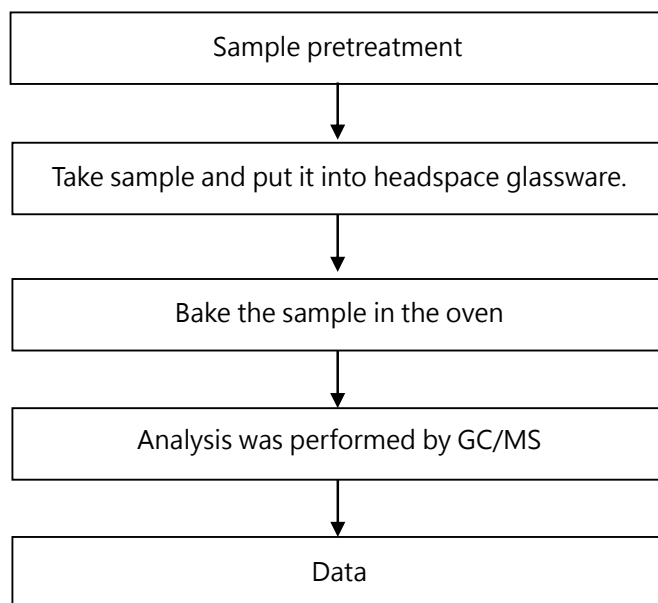 Sample pretreatment
Take sample and put it into headspace glassware.
Bake the sample in the oven
Analysis was performed by GC/MS
Data